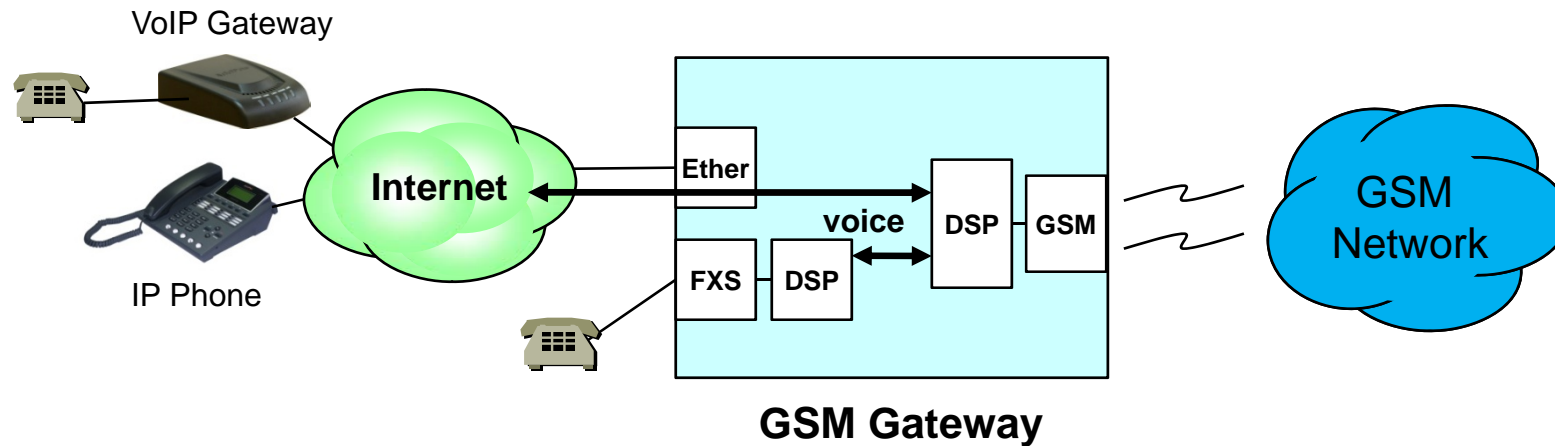 VoIP Gateway
IP Phone
Internet
Ether
voice
FXS
DSP
DSP
GSM
GSM
Network
GSM Gateway